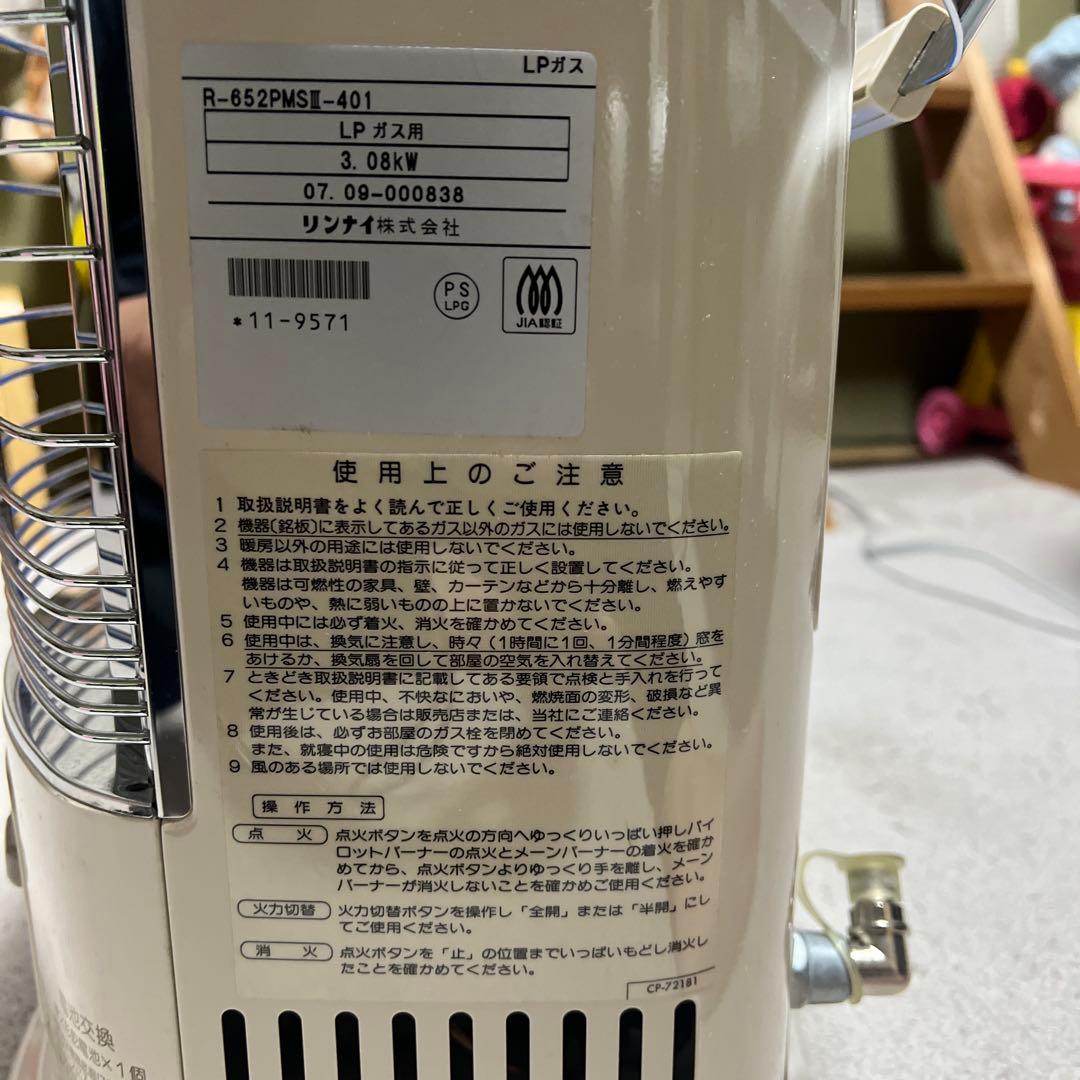 LPガス
R-652PMSⅢ-401
LPガス用
3.08kW
07.09-000838
リンナイ株式会社
PS
LPG
JIA認証
*11-9571
使用上のご注意
1 取扱説明書をよく読んで正しくご使用ください。
2 機器〔銘板〕に表示してあるガス以外のガスには使用しないでください。
3 暖房以外の用途には使用しないでください。
4 機器は取扱説明書の指示に従って正しく設置してください。
機器は可燃性の家具、壁、カーテンなどから十分離し、燃えやす
いものや、熱に弱いものの上に置かないでください。
5 使用中には必ず着火、消火を確かめてください。
6 使用中は、換気に注意し、時々(1時間に1回、1分間程度)窓を
あけるか、換気扇を回して部屋の空気を入れ替えてください。
7 ときどき取扱説明書に記載してある要領で点検と手入れを行って
ください。使用中、不快なにおいや、燃焼面の変形、破損など異
常が生じている場合は販売店または、当社にご連絡ください。
8 使用後は、必ずお部屋のガス栓を閉めてください。
また、就寝中の使用は危険ですから絶対使用しないでください。
9 風のある場所では使用しないでください。
操作方法
点火 点火ボタンを点火の方向へゆっくりいっぱい押しパイ
ロットバーナーの点火とメーンバーナーの着火を確か
めてから、点火ボタンよりゆっくり手を離し、メーン
バーナーが消火しないことを確かめご使用ください。
火力切替 火力切替ボタンを操作し「全開」または「半開」にし
てご使用ください。
消火 点火ボタンを「止」の位置までいっぱいもどし消火し
たことを確かめてください。
CP-72181
池交換
電池×1個